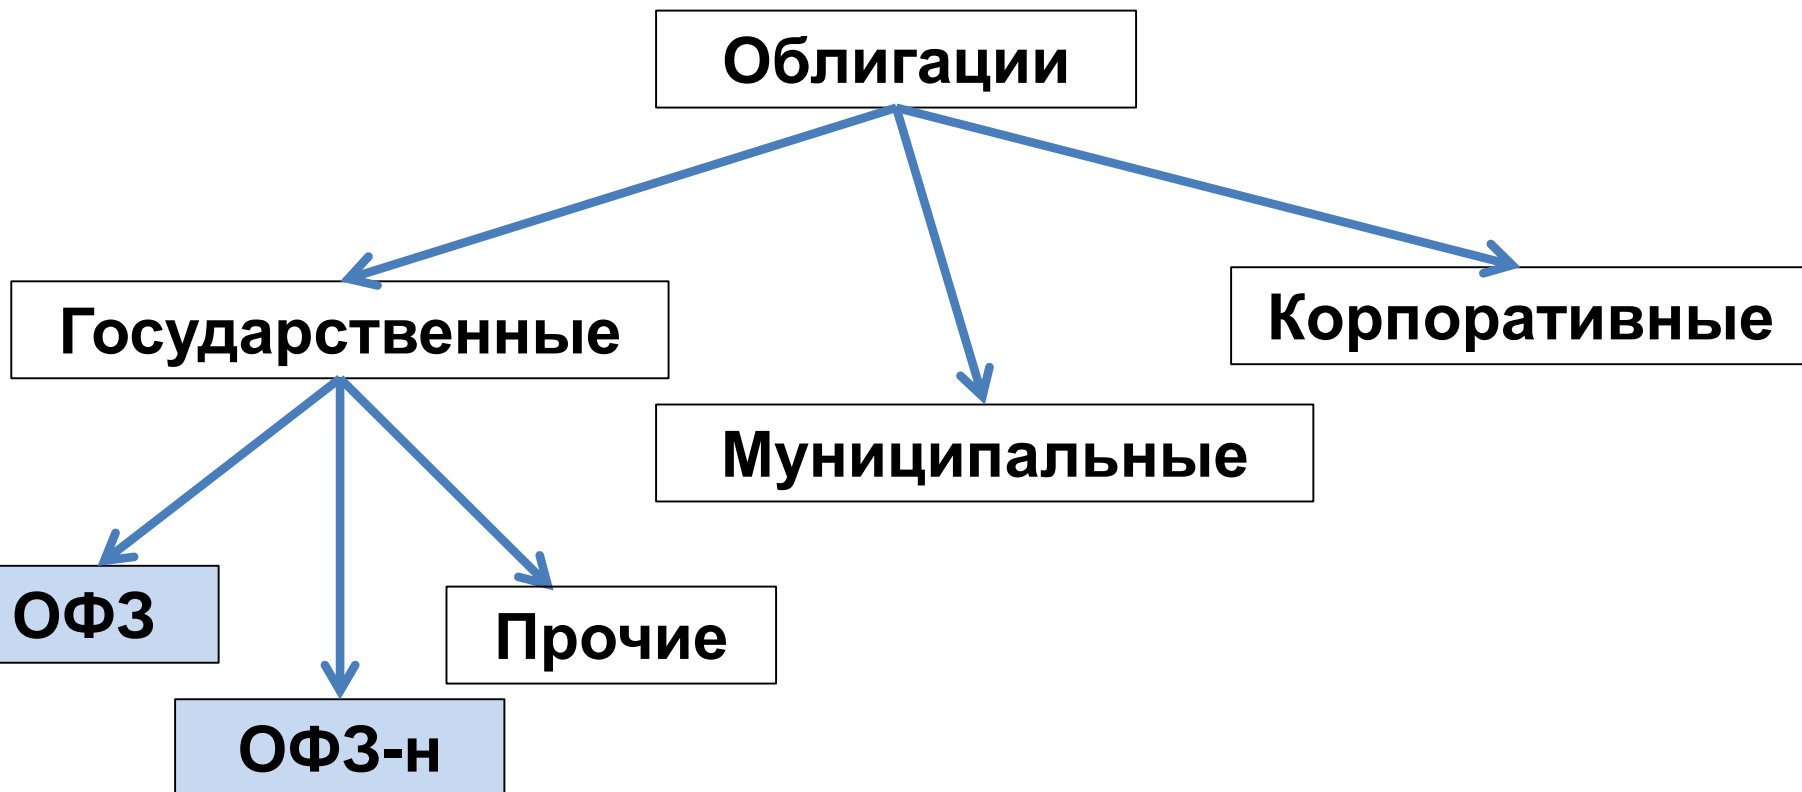 Облигации
Государственные
Корпоративные
Муниципальные
ОФЗ
Прочие
ОФЗ-н